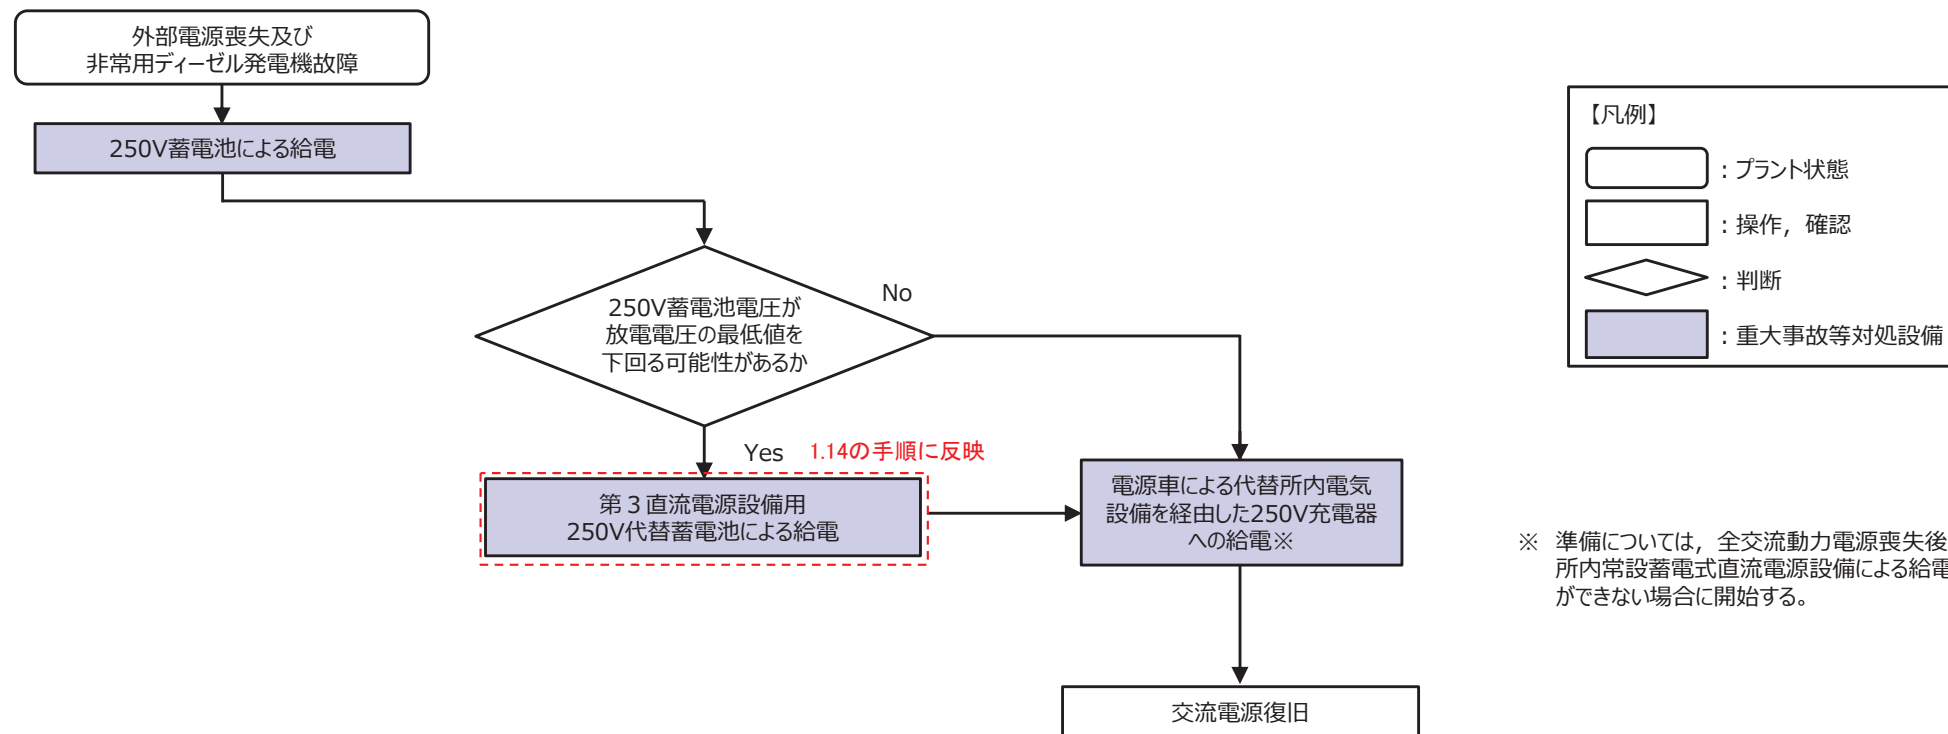 外部電源喪失及び
非常用ディーゼル発電機故障
250V蓄電池による給電
250V蓄電池電圧が
放電電圧の最低値を
下回る可能性があるか
No
Yes
1.14の手順に反映
第3直流電源設備用
250V代替蓄電池による給電
電源車による代替所内電気
設備を経由した250V充電器
への給電※
交流電源復旧
【凡例】
：プラント状態
：操作，確認
：判断
：重大事故等対処設備
※ 準備については，全交流動力電源喪失後
所内常設蓄電式直流電源設備による給電
ができない場合に開始する。